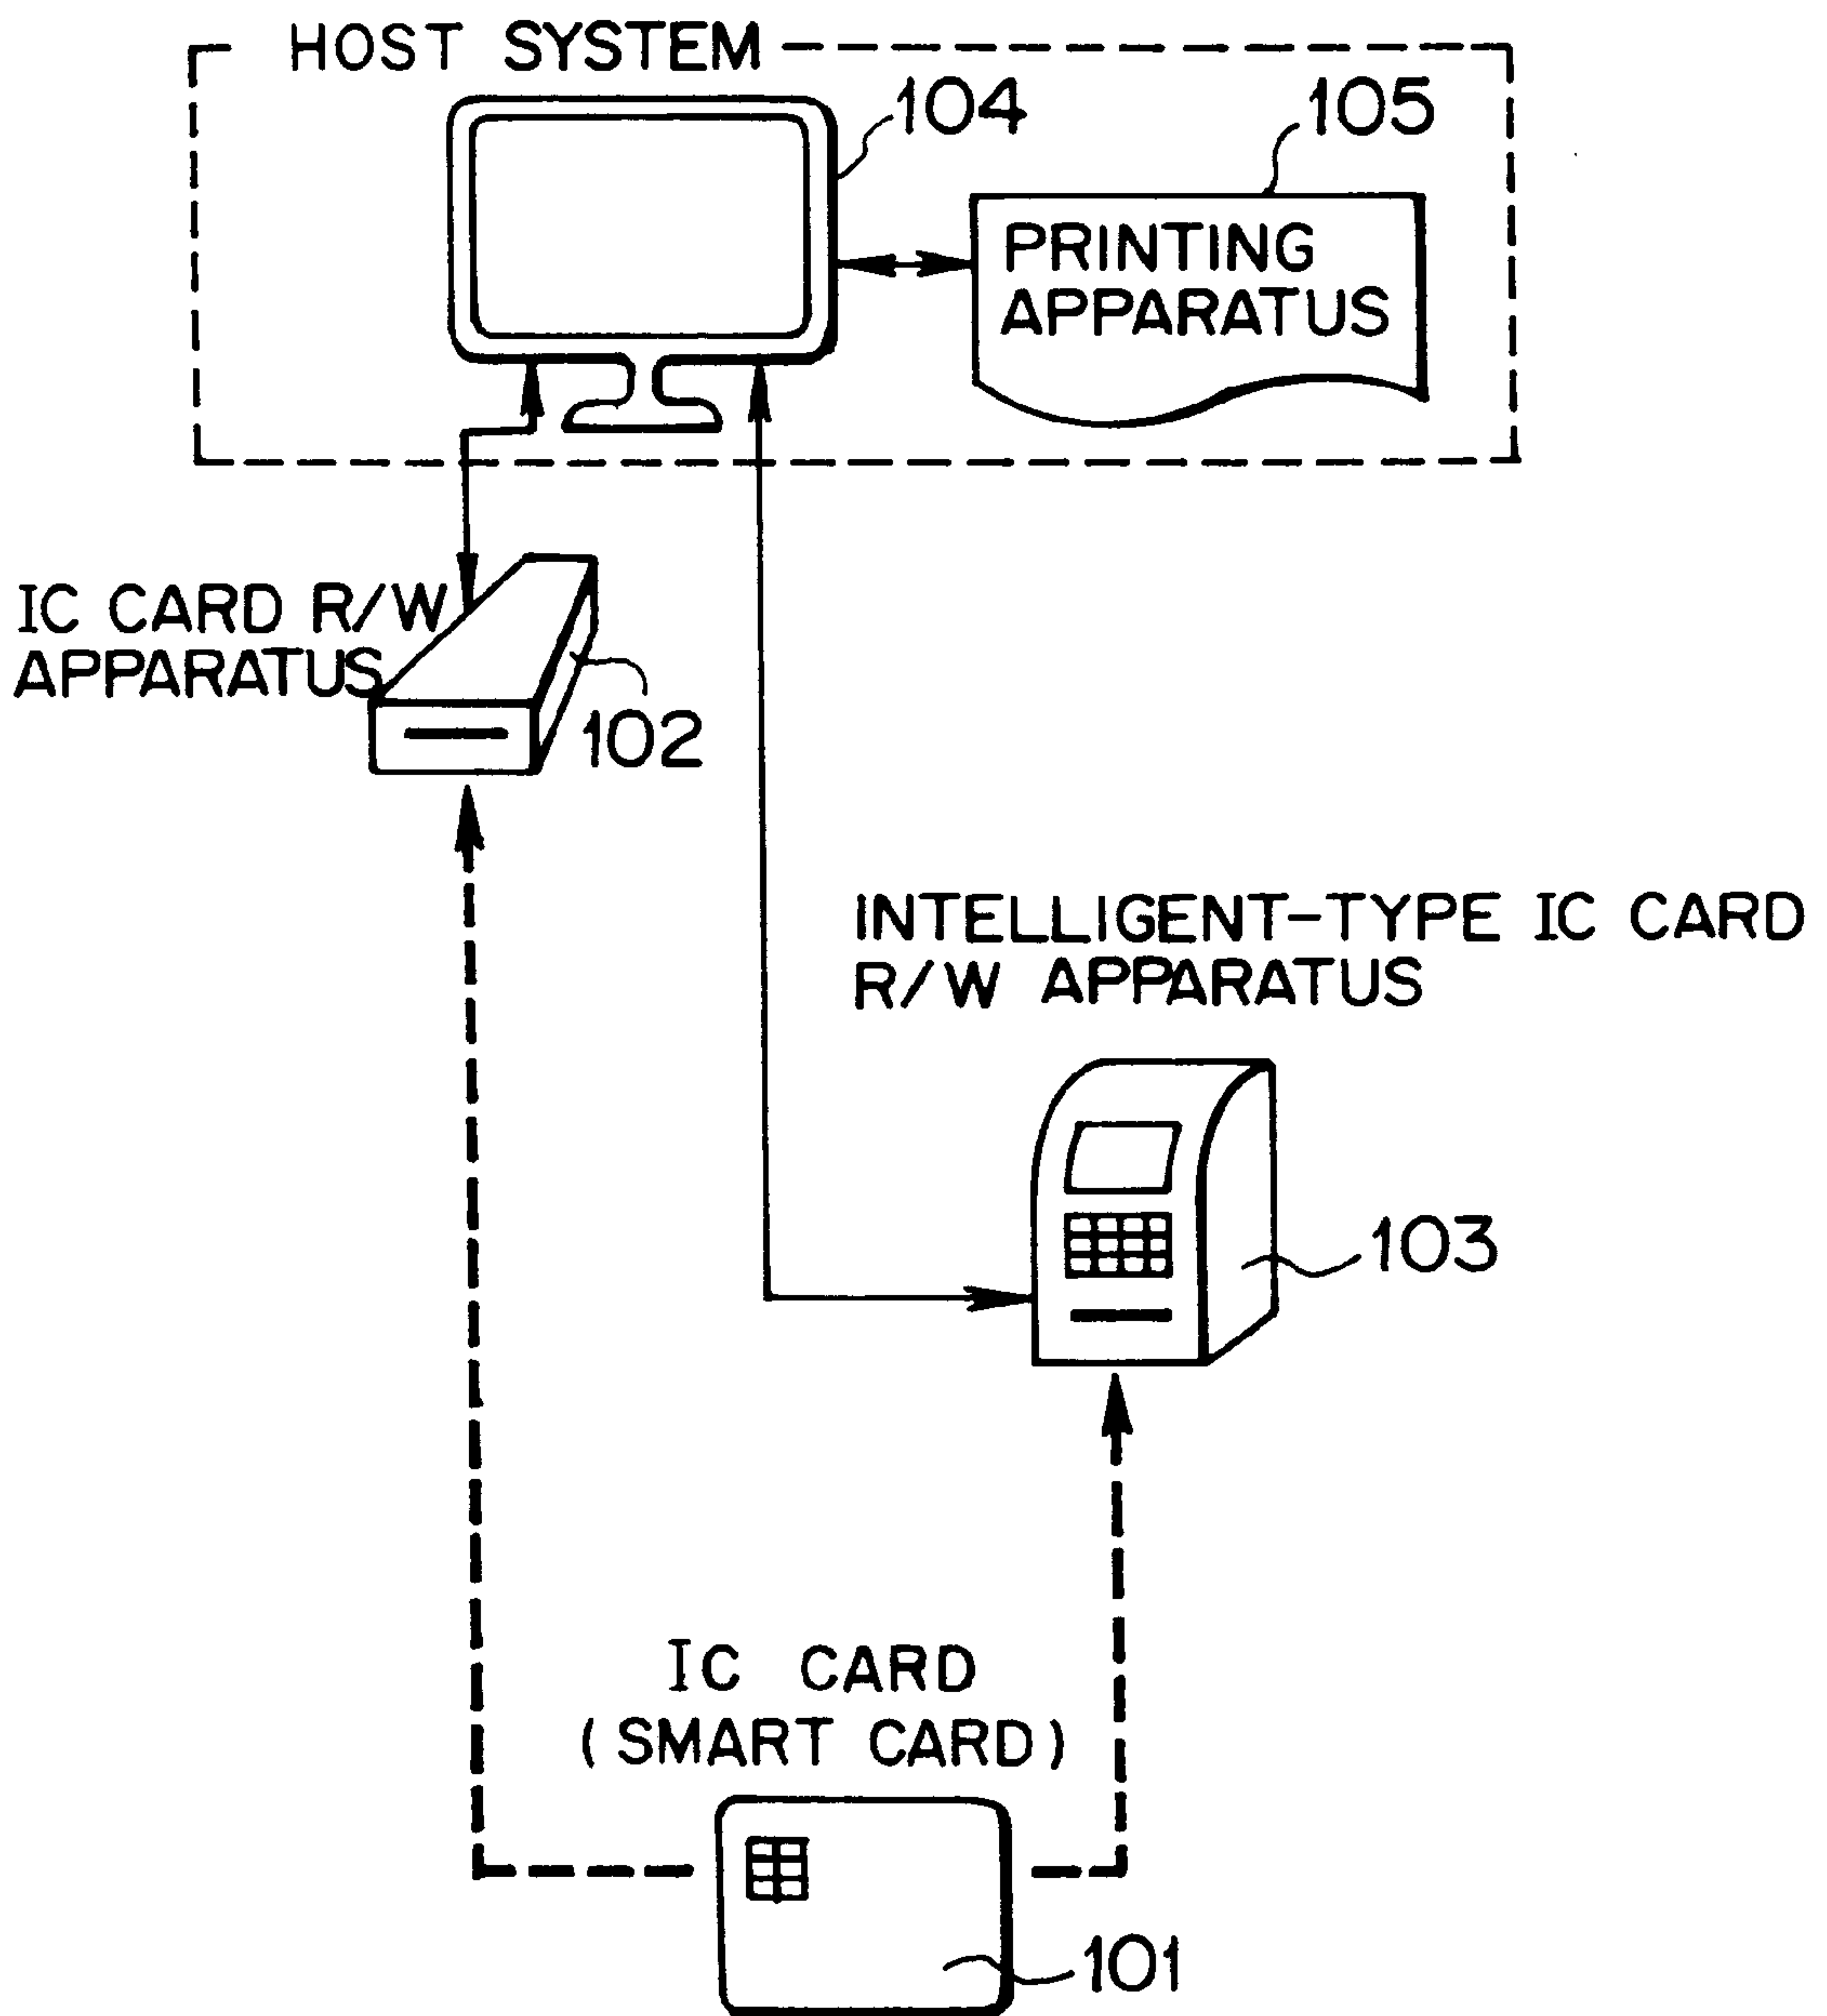 HOST SYSTEM
104
105
PRINTING
APPARATUS
IC CARD R/W
APPARATUS
102
INTELLIGENT-TYPE IC CARD
R/W APPARATUS
103
IC CARD
(SMART CARD)
101